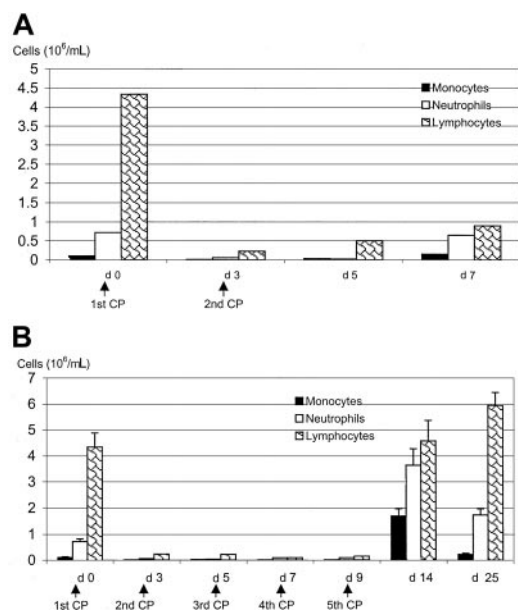 A
Cells (10⁶/mL)
5
4.5
4
3.5
3
2.5
2
1.5
1
0.5
0
Monocytes
Neutrophils
Lymphocytes
d 0 d 3 d 5 d 7
1st CP 2nd CP
B
Cells (10⁶/mL)
7
6
5
4
3
2
1
0
Monocytes
Neutrophils
Lymphocytes
d 0 d 3 d 5 d 7 d 9 d 14 d 25
1st CP 2nd CP 3rd CP 4th CP 5th CP